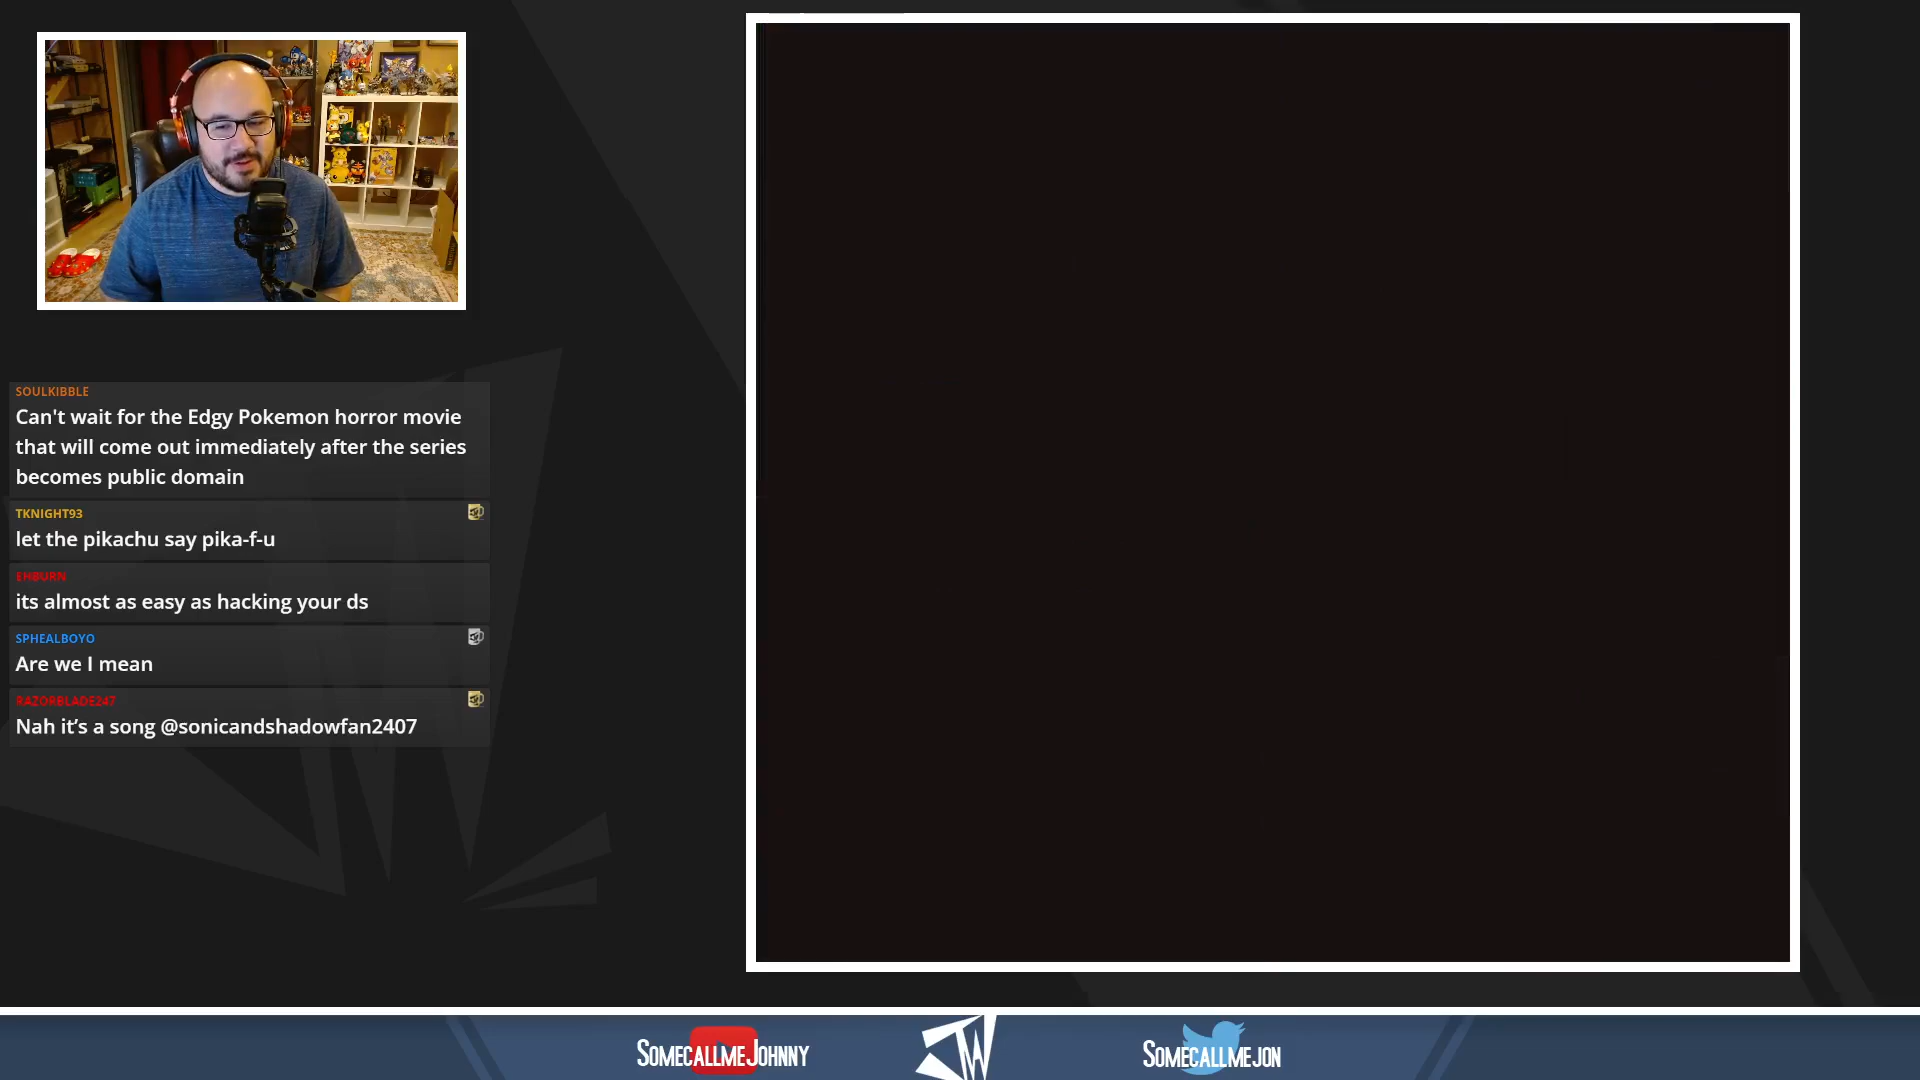 SOULKIBBLE
Can't wait for the Edgy Pokemon horror movie
that will come out immediately after the series
becomes public domain
TKNIGHT93
let the pikachu say pika-f-u
EHBURN
its almost as easy as hacking your ds
SPHEALBOYO
Are we I mean
RAZORBLADE247
Nah it’s a song @sonicandshadowfan2407
SOMECALLMEJOHNNY
SOMECALLMEJON